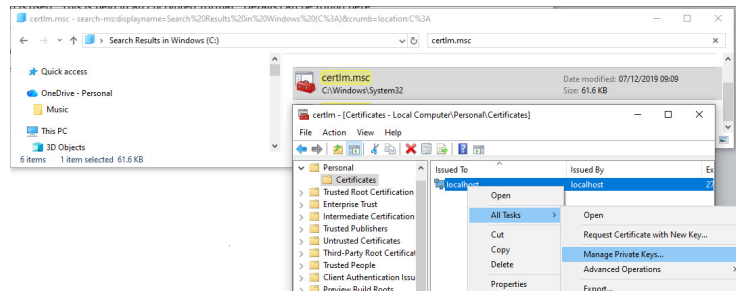 certlm.msc - search-ms:displayname=Search%20Results%20in%20Windows%20(C%3A)&crumb=location:C%3A
Search Results in Windows (C:)
certlm.msc
Quick access
OneDrive - Personal
Music
This PC
3D Objects
6 items 1 item selected 61.6 KB
certlm.msc
C:\Windows\System32
Date modified: 07/12/2019 09:09
Size: 61.6 KB
certlm - [Certificates - Local Computer\Personal\Certificates]
File Action View Help
Personal
Certificates
Trusted Root Certification
Enterprise Trust
Intermediate Certification
Trusted Publishers
Untrusted Certificates
Third-Party Root Certificat
Trusted People
Client Authentication Issu
Preview Build Roots
Issued To Issued By Ex
localhost localhost 27
Open
All Tasks
Cut
Copy
Delete
Properties
Open
Request Certificate with New Key...
Manage Private Keys...
Advanced Operations
Export...